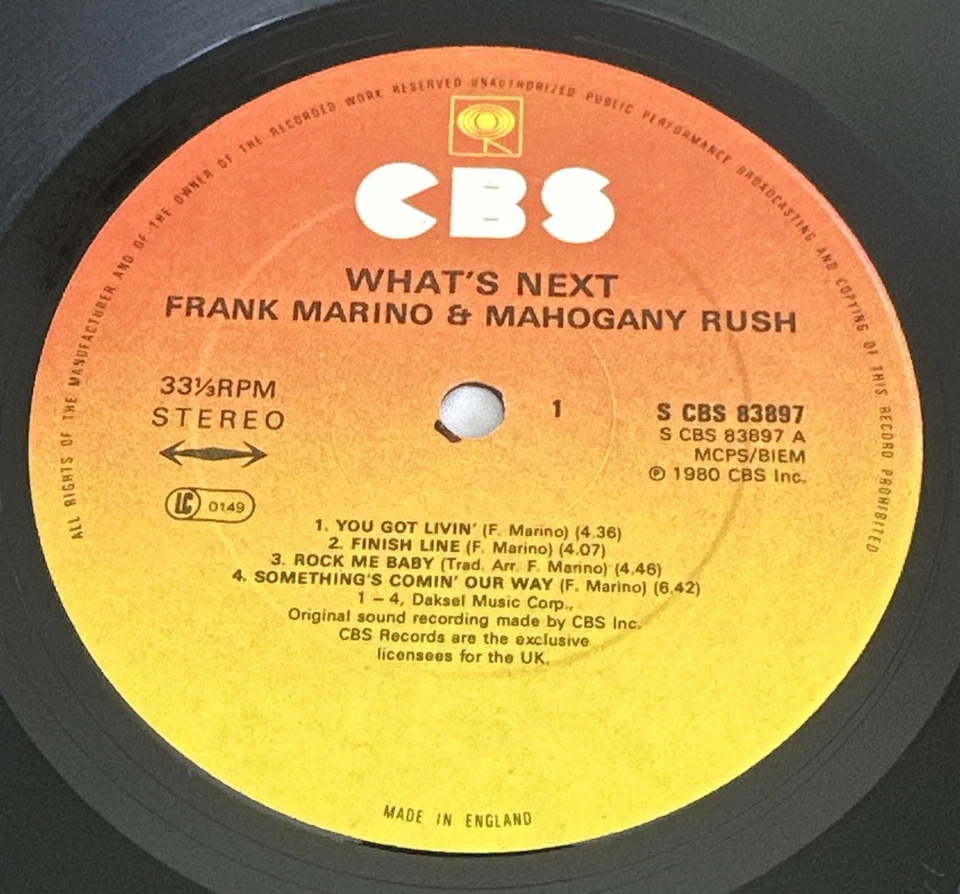 ALL RIGHTS OF THE MANUFACTURER AND OF THE OWNER OF THE RECORDED WORK RESERVED UNAUTHORIZED PUBLIC PERFORMANCE BROADCASTING AND COPYING OF THIS RECORD PROHIBITED
CBS
WHAT'S NEXT
FRANK MARINO & MAHOGANY RUSH
33⅓RPM
STEREO
LC 0149
1
S CBS 83897
S CBS 83897 A
MCPS/BIEM
℗ 1980 CBS Inc.
1. YOU GOT LIVIN' (F. Marino) (4.36)
2. FINISH LINE (F. Marino) (4.07)
3. ROCK ME BABY (Trad. Arr. F. Marino) (4.46)
4. SOMETHING'S COMIN' OUR WAY (F. Marino) (6.42)
1 – 4, Daksel Music Corp.,
Original sound recording made by CBS Inc.
CBS Records are the exclusive
licensees for the UK.
MADE IN ENGLAND